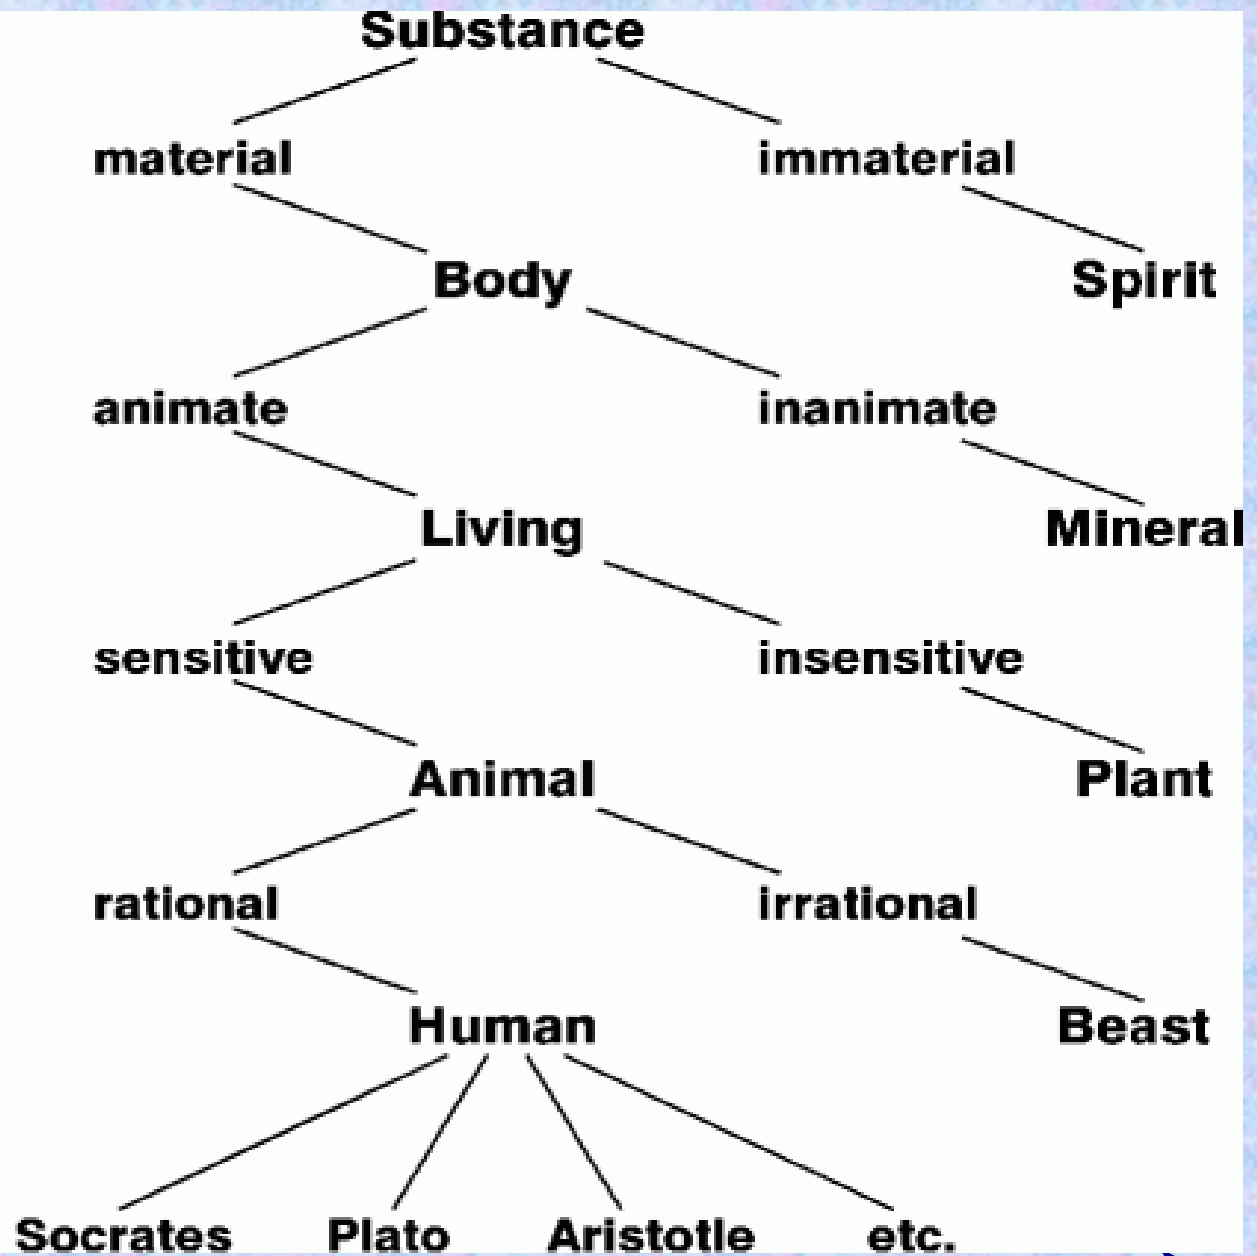 Substance
material immaterial
Body Spirit
animate inanimate
Living Mineral
sensitive insensitive
Animal Plant
rational irrational
Human Beast
Socrates Plato Aristotle etc.